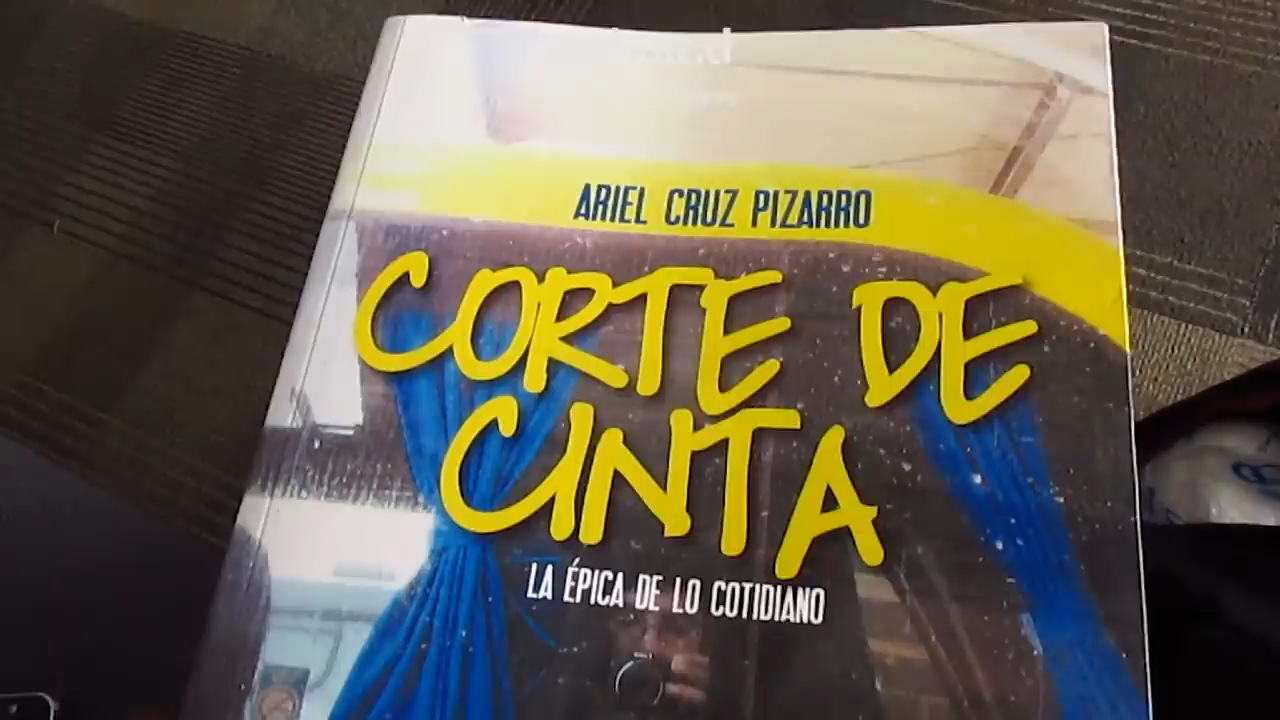 ARIEL CRUZ PIZARRO
CORTE DE
CINTA
LA ÉPICA DE LO COTIDIANO